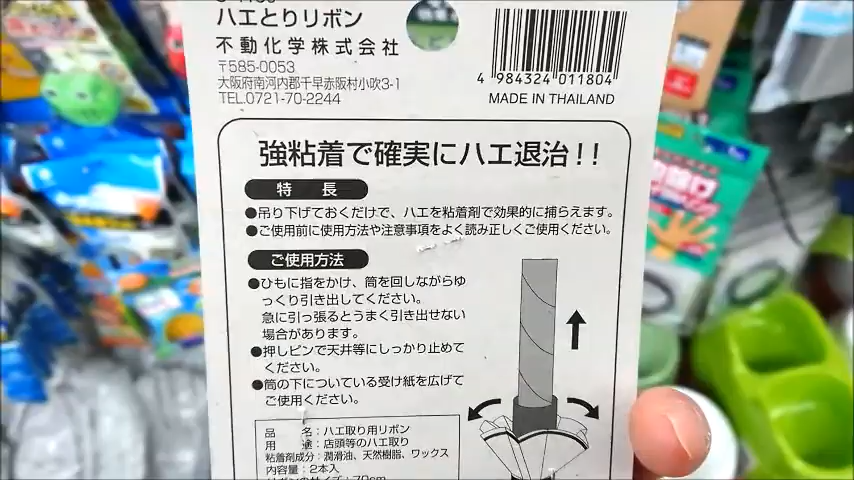 ハエとりリボン
不動化学株式会社
〒585-0053
大阪府南河内郡千早赤阪村小吹3-1
TEL.0721-70-2244
4 984324 011804
MADE IN THAILAND
強粘着で確実にハエ退治!!
特 長
●吊り下げておくだけで、ハエを粘着剤で効果的に捕らえます。
●ご使用前に使用方法や注意事項をよく読み正しくご使用ください。
ご使用方法
●ひもに指をかけ、筒を回しながらゆ
っくり引き出してください。
急に引っ張るとうまく引き出せない
場合があります。
●押しピンで天井等にしっかり止めて
ください。
●筒の下についている受け紙を広げて
ご使用ください。
品 名:ハエ取り用リボン
用 途:店頭等のハエ取り
粘着剤成分:潤滑油、天然樹脂、ワックス
内容量:2本入